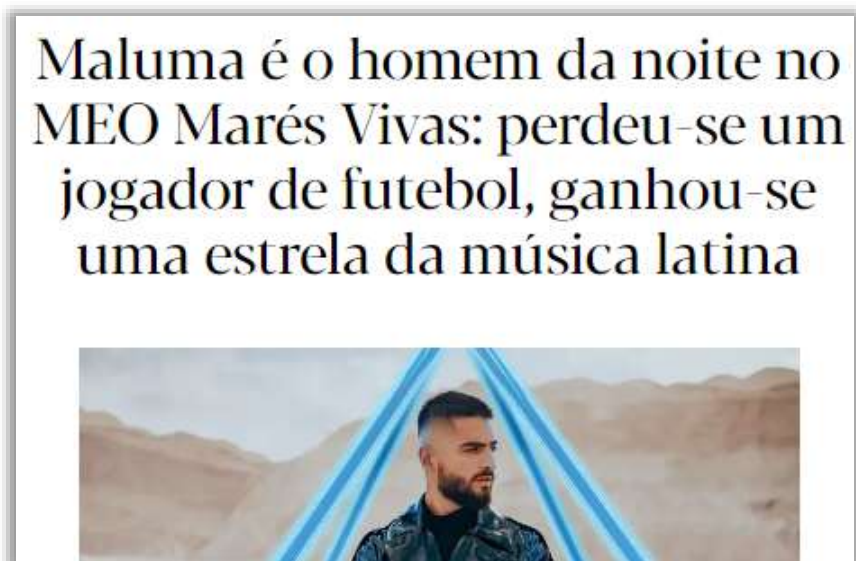 Maluma é o homem da noite no
MEO Marés Vivas: perdeu-se um
jogador de futebol, ganhou-se
uma estrela da música latina